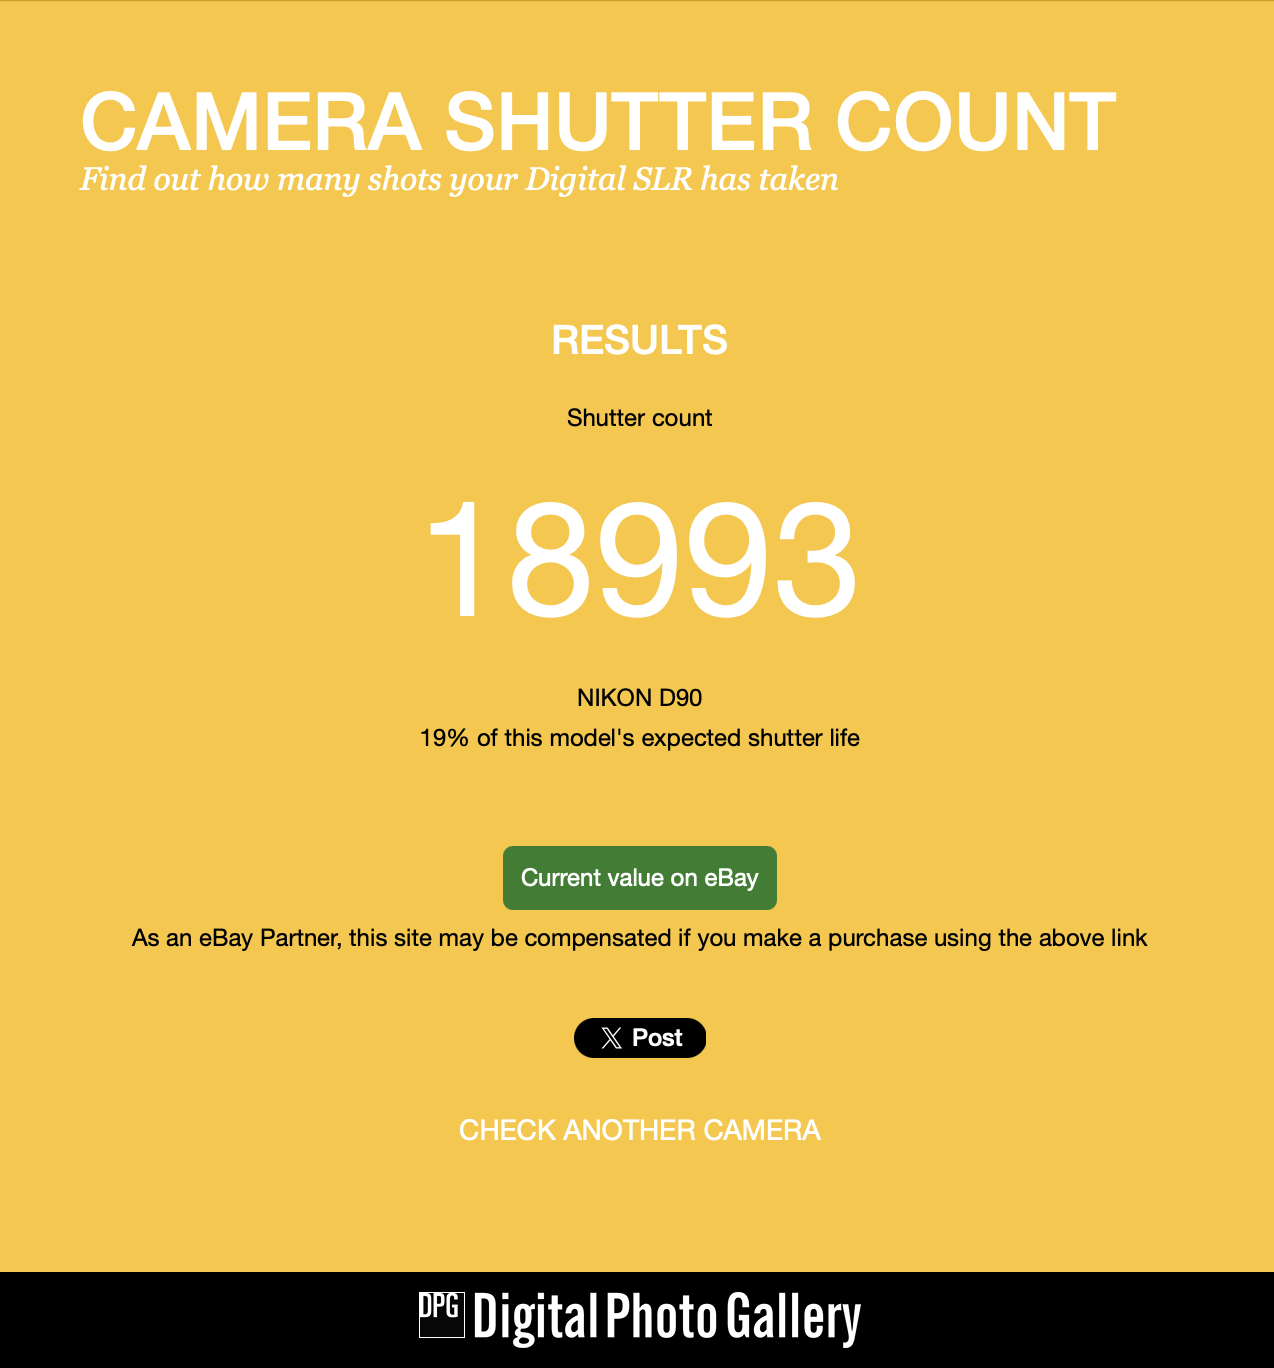 CAMERA SHUTTER COUNT
Find out how many shots your Digital SLR has taken
RESULTS
Shutter count
18993
NIKON D90
19% of this model's expected shutter life
Current value on eBay
As an eBay Partner, this site may be compensated if you make a purchase using the above link
𝕏 Post
CHECK ANOTHER CAMERA
DPG Digital Photo Gallery